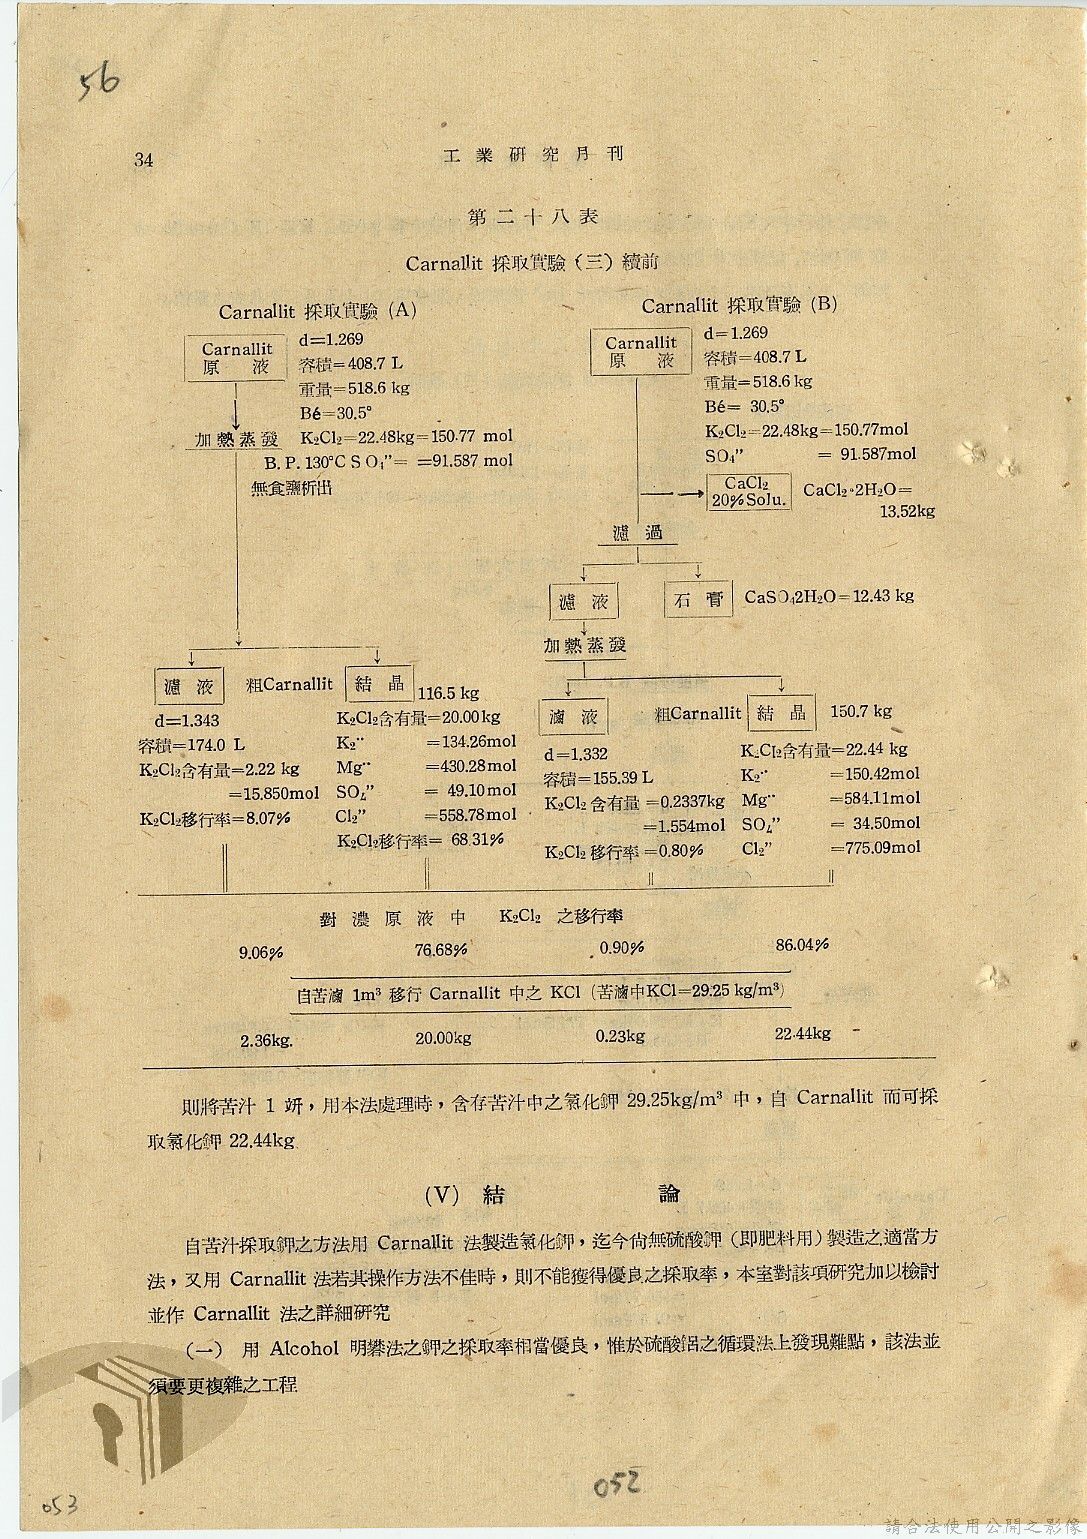 56
34
工業研究月刊
第二十八表
Carnallit 採取實驗 (三) 續前
Carnallit 採取實驗 (A)
Carnallit
原 液
d=1.269
容積=408.7 L
重量=518.6 kg
Bé=30.5°
加熱蒸發 K₂Cl₂=22.48kg=150.77 mol
B. P. 130°C SO₄”= =91.587 mol
無食鹽析出
濾 液
粗Carnallit
結 晶
116.5 kg
d=1.343
容積=174.0 L
K₂Cl₂含有量=2.22 kg
=15.850mol
K₂Cl₂移行率=8.07%
K₂Cl₂含有量=20.00kg
K₂·· =134.26mol
Mg·· =430.28mol
SO₄” = 49.10mol
Cl₂” =558.78mol
K₂Cl₂移行率= 68.31%
Carnallit 採取實驗 (B)
Carnallit
原 液
d=1.269
容積=408.7 L
重量=518.6 kg
Bé= 30.5°
K₂Cl₂=22.48kg=150.77mol
SO₄” = 91.587mol
CaCl₂
20%Solu.
CaCl₂·2H₂O=
13.52kg
濾 過
濾 液
石 膏
CaSO₄2H₂O=12.43 kg
加熱蒸發
滷 液
粗Carnallit
結 晶
150.7 kg
d=1.332
容積=155.39 L
K₂Cl₂ 含有量 =0.2337kg
=1.554mol
K₂Cl₂ 移行率 =0.80%
K₂Cl₂含有量=22.44 kg
K₂·· =150.42mol
Mg·· =584.11mol
SO₄” = 34.50mol
Cl₂” =775.09mol
對濃原液中 K₂Cl₂ 之移行率
9.06% 76.68% 0.90% 86.04%
自苦滷 1m³ 移行 Carnallit 中之 KCl (苦滷中KCl=29.25 kg/m³)
2.36kg. 20.00kg 0.23kg 22.44kg
則將苦汁 1 竏，用本法處理時，含存苦汁中之氯化鉀 29.25kg/m³ 中，自 Carnallit 而可採
取氯化鉀 22.44kg
(V) 結 論
自苦汁採取鉀之方法用 Carnallit 法製造氯化鉀，迄今尙無硫酸鉀 (即肥料用) 製造之適當方
法，又用 Carnallit 法若其操作方法不佳時，則不能獲得優良之採取率，本室對該項研究加以檢討
並作 Carnallit 法之詳細研究
(一) 用 Alcohol 明礬法之鉀之採取率相當優良，惟於硫酸鋁之循環法上發現難點，該法並
須要更複雜之工程
052
053
請合法使用公開之影像